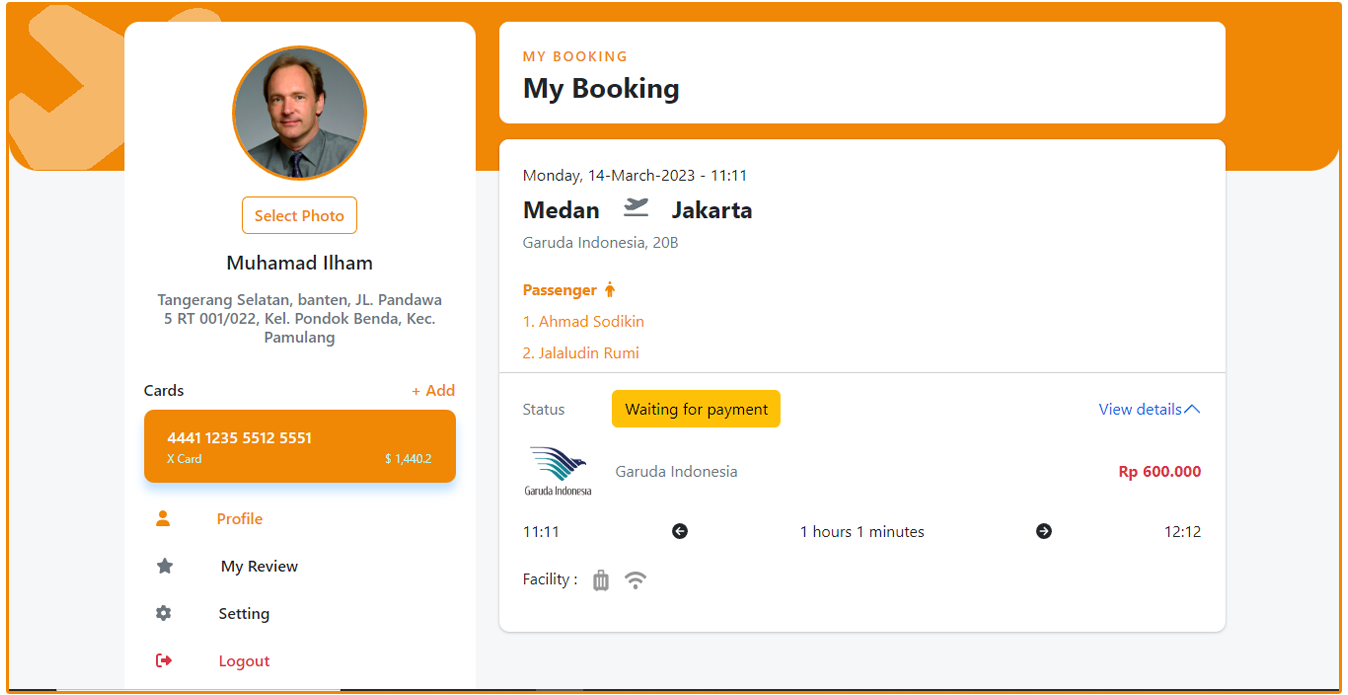 Select Photo
Muhamad Ilham
Tangerang Selatan, banten, JL. Pandawa
5 RT 001/022, Kel. Pondok Benda, Kec.
Pamulang
Cards + Add
4441 1235 5512 5551
X Card $ 1,440.2
Profile
My Review
Setting
Logout
MY BOOKING
My Booking
Monday, 14-March-2023 - 11:11
Medan Jakarta
Garuda Indonesia, 20B
Passenger
1. Ahmad Sodikin
2. Jalaludin Rumi
Status Waiting for payment View details
Garuda Indonesia
Garuda Indonesia Rp 600.000
11:11 1 hours 1 minutes 12:12
Facility :